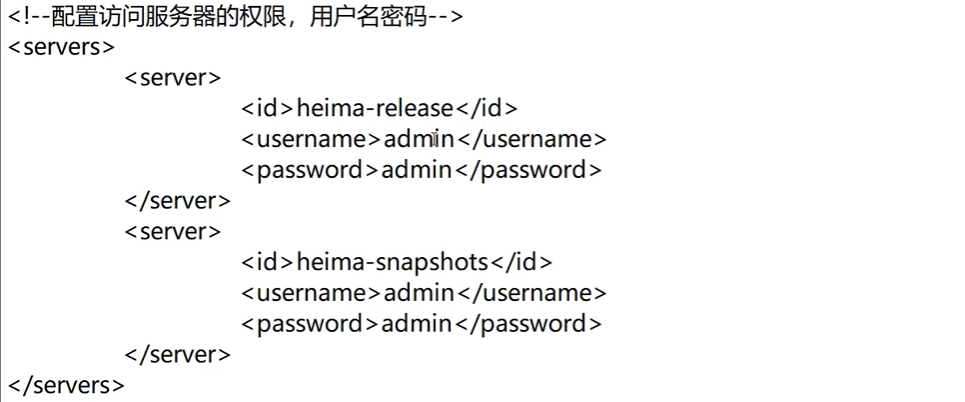 <!--配置访问服务器的权限，用户名密码-->
<servers>
<server>
<id>heima-release</id>
<username>admin</username>
<password>admin</password>
</server>
<server>
<id>heima-snapshots</id>
<username>admin</username>
<password>admin</password>
</server>
</servers>